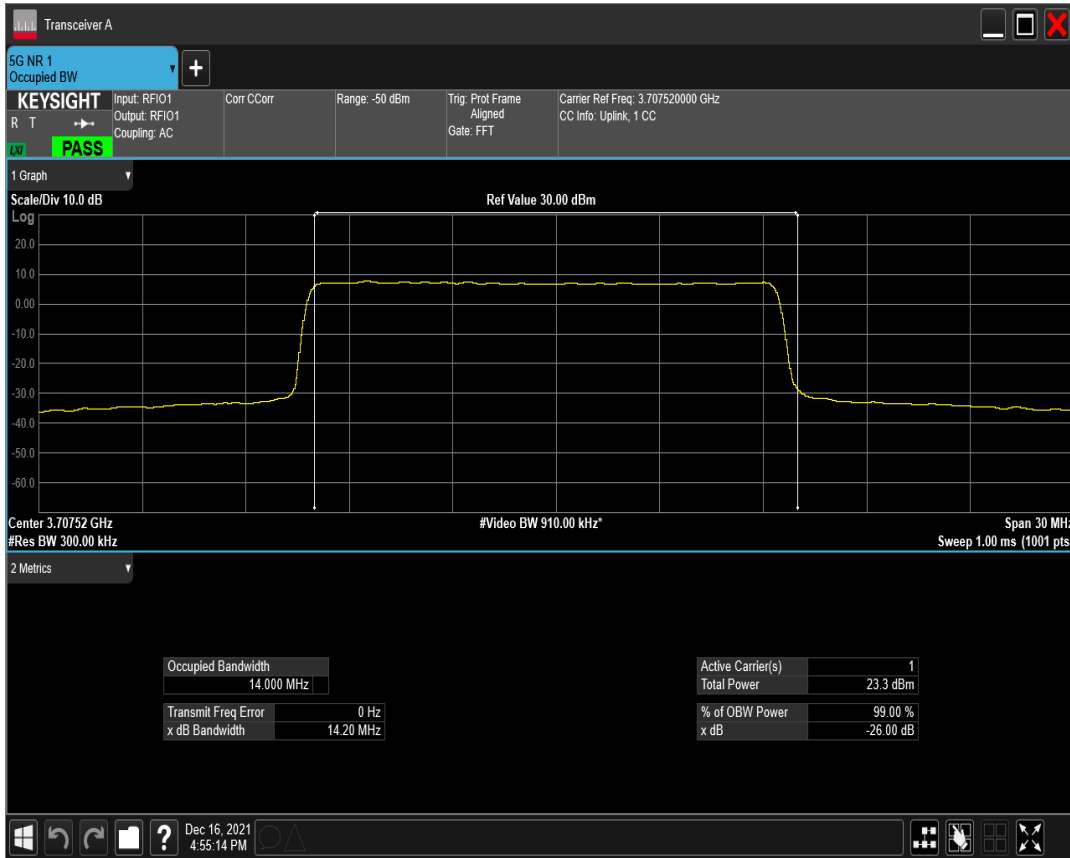 Transceiver A
5G NR 1
Occupied BW
+
KEYSIGHT
R T
LXI
PASS
Input: RFIO1
Output: RFIO1
Coupling: AC
Corr CCorr
Range: -50 dBm
Trig: Prot Frame
Aligned
Gate: FFT
Carrier Ref Freq: 3.707520000 GHz
CC Info: Uplink, 1 CC
1 Graph
Scale/Div 10.0 dB
Ref Value 30.00 dBm
Log
20.0
10.0
0.00
-10.0
-20.0
-30.0
-40.0
-50.0
-60.0
Center 3.70752 GHz
#Video BW 910.00 kHz*
Span 30 MHz
#Res BW 300.00 kHz
Sweep 1.00 ms (1001 pts
2 Metrics
Occupied Bandwidth
14.000 MHz
Transmit Freq Error 0 Hz
x dB Bandwidth 14.20 MHz
Active Carrier(s) 1
Total Power 23.3 dBm
% of OBW Power 99.00 %
x dB -26.00 dB
?
Dec 16, 2021
4:55:14 PM